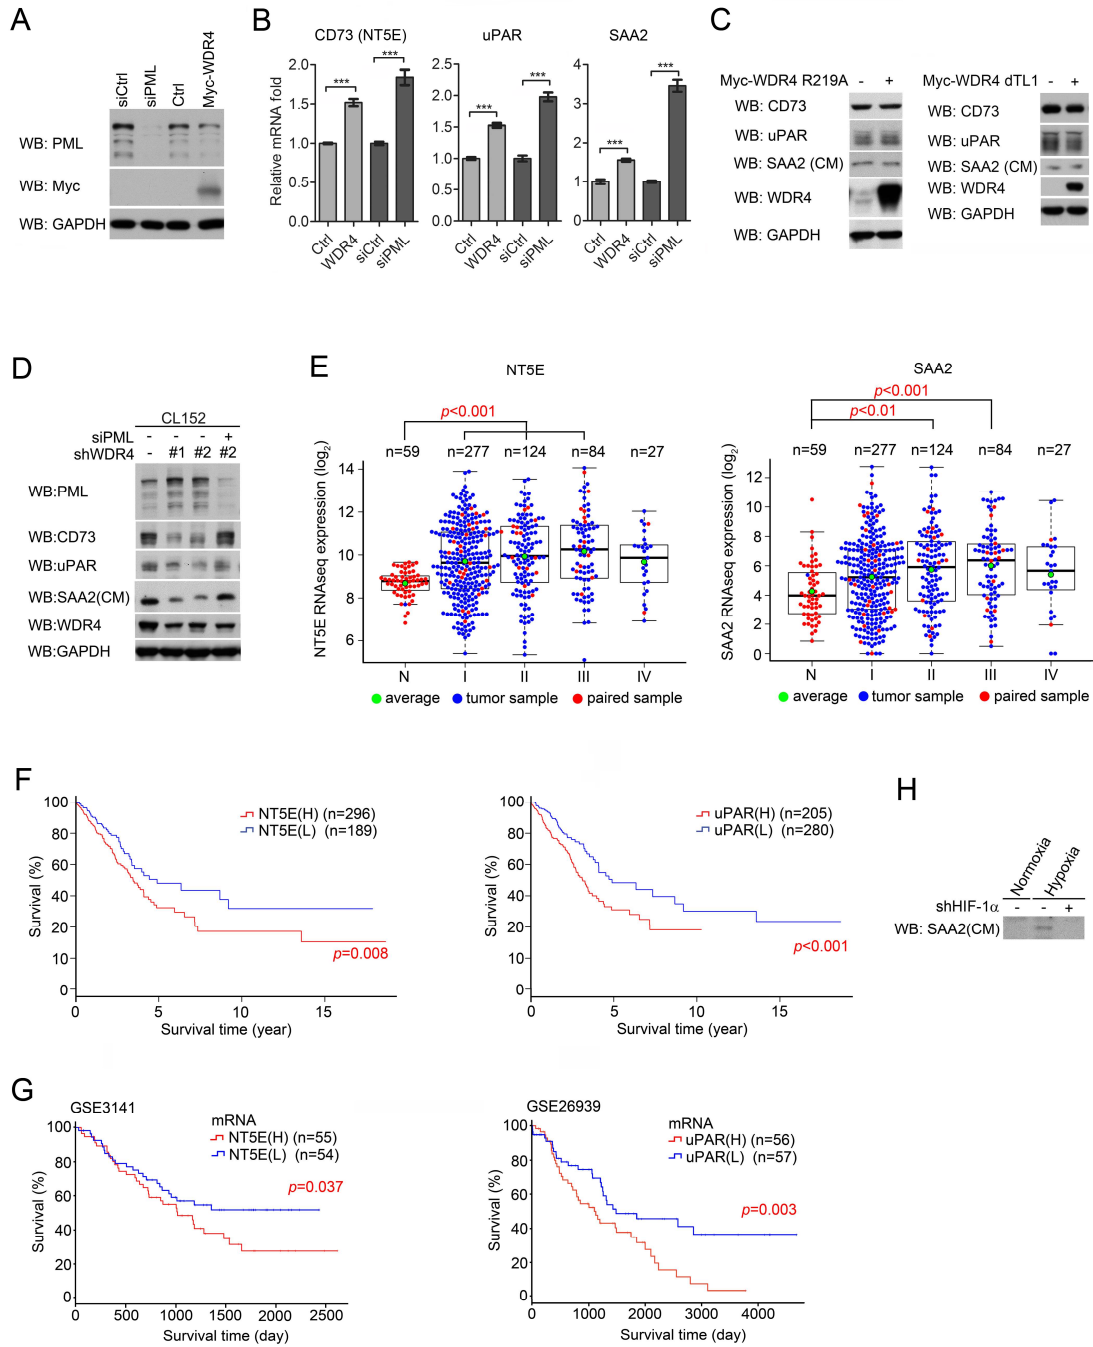 A
siCtrl
siPML
Ctrl
Myc-WDR4
WB: PML
WB: Myc
WB: GAPDH
B
CD73 (NT5E)
uPAR
SAA2
Relative mRNA fold
2.0
1.5
1.0
0.5
0.0
***
***
Ctrl
WDR4
siCtrl
siPML
2.5
2.0
1.5
1.0
0.5
0.0
***
***
Ctrl
WDR4
siCtrl
siPML
4
2
1
0
***
***
Ctrl
WDR4
siCtrl
siPML
C
Myc-WDR4 R219A - +
WB: CD73
WB: uPAR
WB: SAA2 (CM)
WB: WDR4
WB: GAPDH
Myc-WDR4 dTL1 - +
WB: CD73
WB: uPAR
WB: SAA2 (CM)
WB: WDR4
WB: GAPDH
D
CL152
siPML - - - +
shWDR4 - #1 #2 #2
WB:PML
WB:CD73
WB:uPAR
WB:SAA2(CM)
WB:WDR4
WB:GAPDH
E
NT5E
p<0.001
n=59 n=277 n=124 n=84 n=27
NT5E RNAseq expression (log2)
14
12
10
8
6
N I II III IV
average tumor sample paired sample
SAA2
p<0.001
p<0.01
n=59 n=277 n=124 n=84 n=27
SAA2 RNAseq expression (log2)
12
10
8
6
4
2
0
N I II III IV
average tumor sample paired sample
F
NT5E(H) (n=296)
NT5E(L) (n=189)
Survival (%)
100
80
60
40
20
10
0
p=0.008
0 5 10 15
Survival time (year)
uPAR(H) (n=205)
uPAR(L) (n=280)
Survival (%)
100
80
60
40
20
10
0
p<0.001
0 5 10 15
Survival time (year)
H
Normoxia
Hypoxia
shHIF-1α - - +
WB: SAA2(CM)
G
GSE3141
mRNA
NT5E(H) (n=55)
NT5E(L) (n=54)
p=0.037
Survival (%)
100
80
60
40
20
0
0 500 1000 1500 2000 2500
Survival time (day)
GSE26939
mRNA
uPAR(H) (n=56)
uPAR(L) (n=57)
p=0.003
Survival (%)
100
80
60
40
20
0
0 1000 2000 3000 4000
Survival time (day)